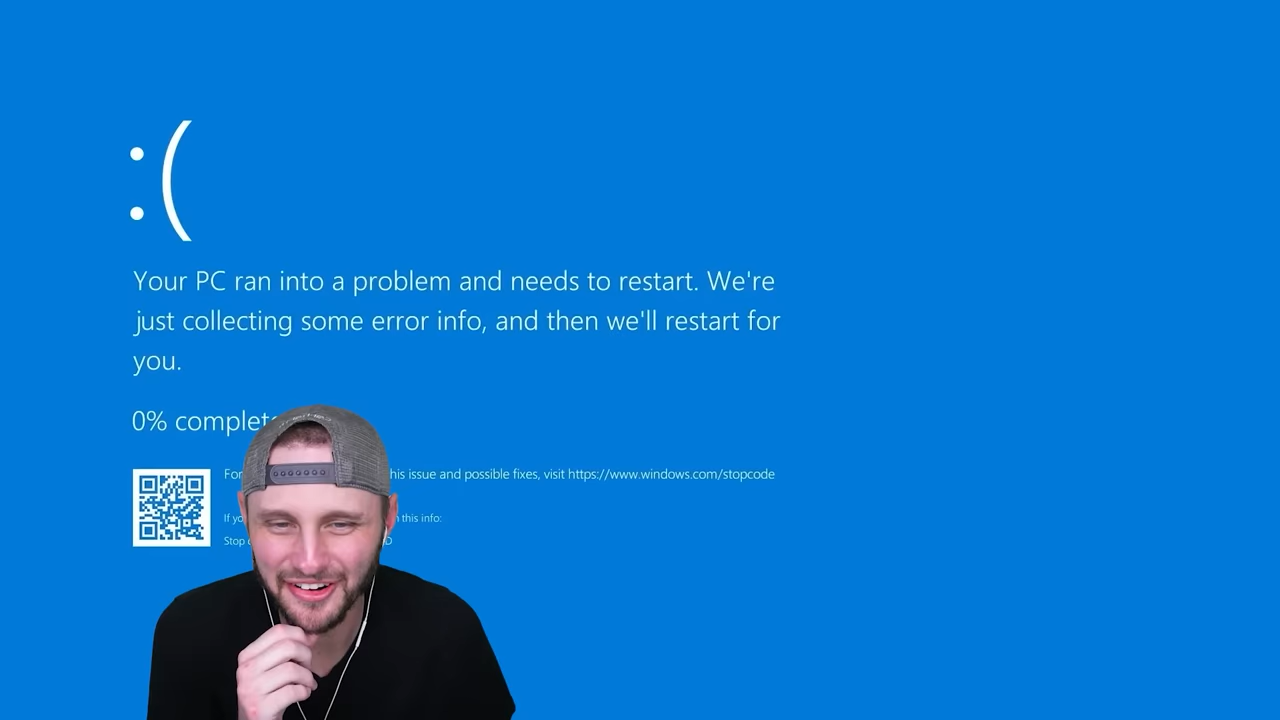 :(
Your PC ran into a problem and needs to restart. We're
just collecting some error info, and then we'll restart for
you.
0% complete
For his issue and possible fixes, visit https://www.windows.com/stopcode
If yo this info:
Stop